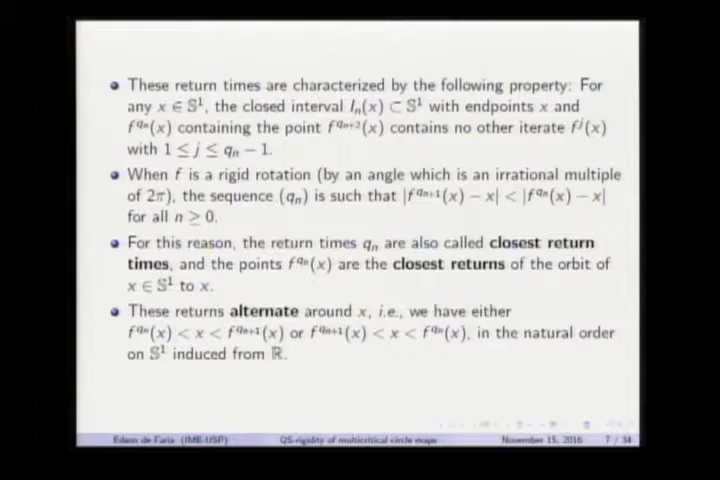 These return times are characterized by the following property: For
any x ∈ 𝕊¹, the closed interval Iₙ(x) ⊂ 𝕊¹ with endpoints x and
f^{qₙ}(x) containing the point f^{qₙ₊₂}(x) contains no other iterate f^j(x)
with 1 ≤ j ≤ qₙ − 1.
When f is a rigid rotation (by an angle which is an irrational multiple
of 2π), the sequence (qₙ) is such that |f^{qₙ₊₁}(x) − x| < |f^{qₙ}(x) − x|
for all n ≥ 0.
For this reason, the return times qₙ are also called closest return
times, and the points f^{qₙ}(x) are the closest returns of the orbit of
x ∈ 𝕊¹ to x.
These returns alternate around x, i.e., we have either
f^{qₙ}(x) < x < f^{qₙ₊₁}(x) or f^{qₙ₊₁}(x) < x < f^{qₙ}(x), in the natural order
on 𝕊¹ induced from ℝ.
Edson de Faria (IME-USP) QS-rigidity of multicritical circle maps November 15, 2016 7 / 34